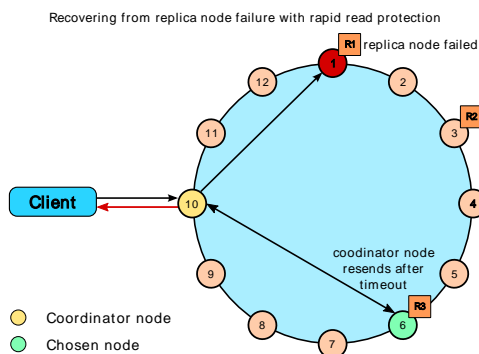 Recovering from replica node failure with rapid read protection
R1
replica node failed
1
12
2
R2
11
3
Client
10
4
coodinator node
resends after
timeout
9
5
R3
Coordinator node
8
6
7
Chosen node